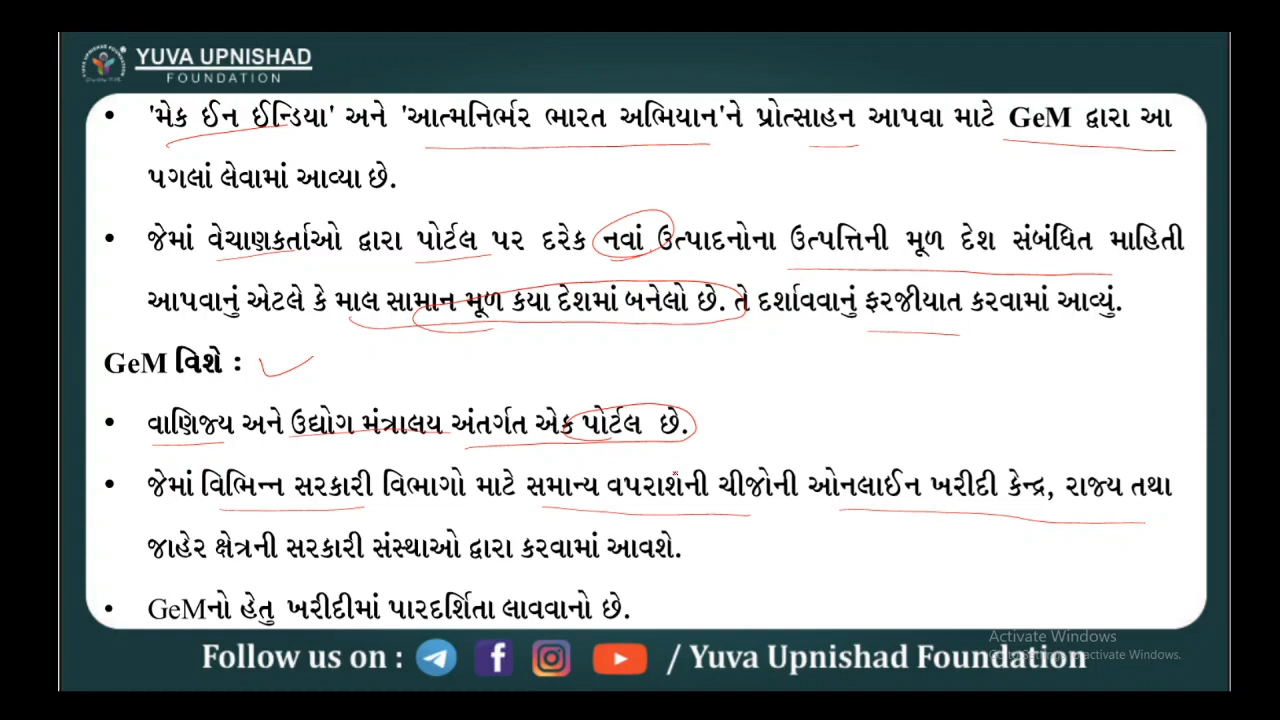 YUVA UPNISHAD
FOUNDATION
• 'મેક ઈન ઈન્ડિયા' અને 'આત્મનિર્ભર ભારત અભિયાન'ને પ્રોત્સાહન આપવા માટે GeM દ્વારા આ
પગલાં લેવામાં આવ્યા છે.
• જેમાં વેચાણકર્તાઓ દ્વારા પોર્ટલ પર દરેક નવાં ઉત્પાદનોના ઉત્પત્તિની મૂળ દેશ સંબંધિત માહિતી
આપવાનું એટલે કે માલ સામાન મૂળ કયા દેશમાં બનેલો છે. તે દર્શાવવાનું ફરજીયાત કરવામાં આવ્યું.
GeM વિશે :
• વાણિજ્ય અને ઉદ્યોગ મંત્રાલય અંતર્ગત એક પોર્ટલ છે.
• જેમાં વિભિન્ન સરકારી વિભાગો માટે સમાન્ય વપરાશની ચીજોની ઓનલાઈન ખરીદી કેન્દ્ર, રાજ્ય તથા
જાહેર ક્ષેત્રની સરકારી સંસ્થાઓ દ્વારા કરવામાં આવશે.
• GeMનો હેતુ ખરીદીમાં પારદર્શિતા લાવવાનો છે.
Activate Windows
Follow us on : / Yuva Upnishad Foundation